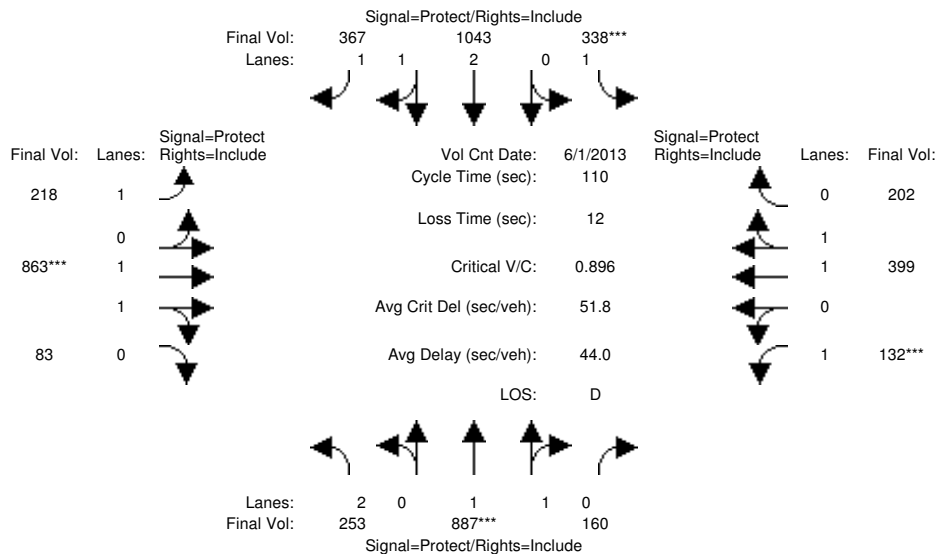 Signal=Protect/Rights=Include
Final Vol: 367 1043 338***
Lanes: 1 1 2 0 1
Signal=Protect
Final Vol: Lanes: Rights=Include
Vol Cnt Date: 6/1/2013
Signal=Protect
Rights=Include Lanes: Final Vol:
Cycle Time (sec): 110
218 1
0 202
Loss Time (sec): 12
0
1
863*** 1
Critical V/C: 0.896
1 399
1
Avg Crit Del (sec/veh): 51.8
0
83 0
Avg Delay (sec/veh): 44.0
1 132***
LOS: D
Lanes: 2 0 1 1 0
Final Vol: 253 887*** 160
Signal=Protect/Rights=Include